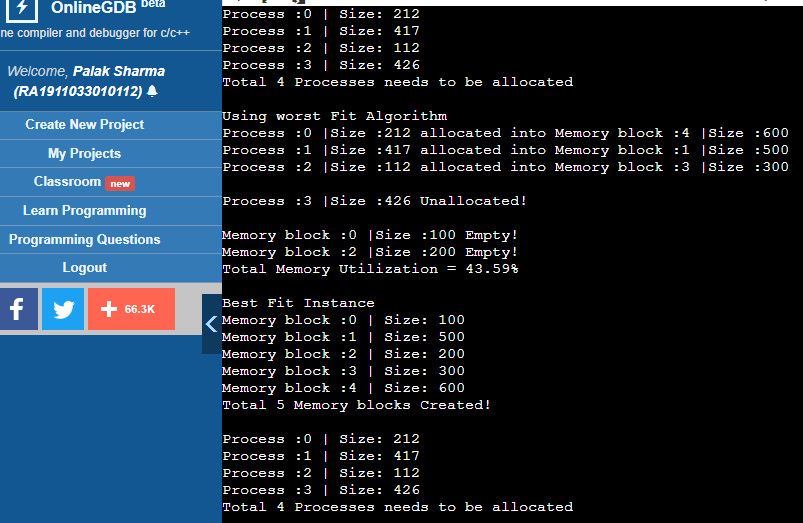 OnlineGDB beta
ne compiler and debugger for c/c++
Welcome, Palak Sharma
(RA1911033010112)
Create New Project
My Projects
Classroom new
Learn Programming
Programming Questions
Logout
66.3K
Process :0 | Size: 212
Process :1 | Size: 417
Process :2 | Size: 112
Process :3 | Size: 426
Total 4 Processes needs to be allocated
Using worst Fit Algorithm
Process :0 |Size :212 allocated into Memory block :4 |Size :600
Process :1 |Size :417 allocated into Memory block :1 |Size :500
Process :2 |Size :112 allocated into Memory block :3 |Size :300
Process :3 |Size :426 Unallocated!
Memory block :0 |Size :100 Empty!
Memory block :2 |Size :200 Empty!
Total Memory Utilization = 43.59%
Best Fit Instance
Memory block :0 | Size: 100
Memory block :1 | Size: 500
Memory block :2 | Size: 200
Memory block :3 | Size: 300
Memory block :4 | Size: 600
Total 5 Memory blocks Created!
Process :0 | Size: 212
Process :1 | Size: 417
Process :2 | Size: 112
Process :3 | Size: 426
Total 4 Processes needs to be allocated